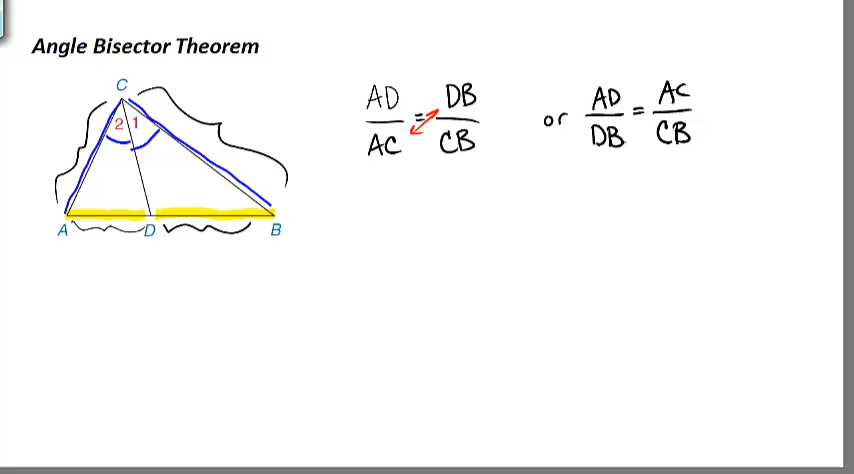 Angle Bisector Theorem
C
2 1
A D B
AD/AC = DB/CB or AD/DB = AC/CB